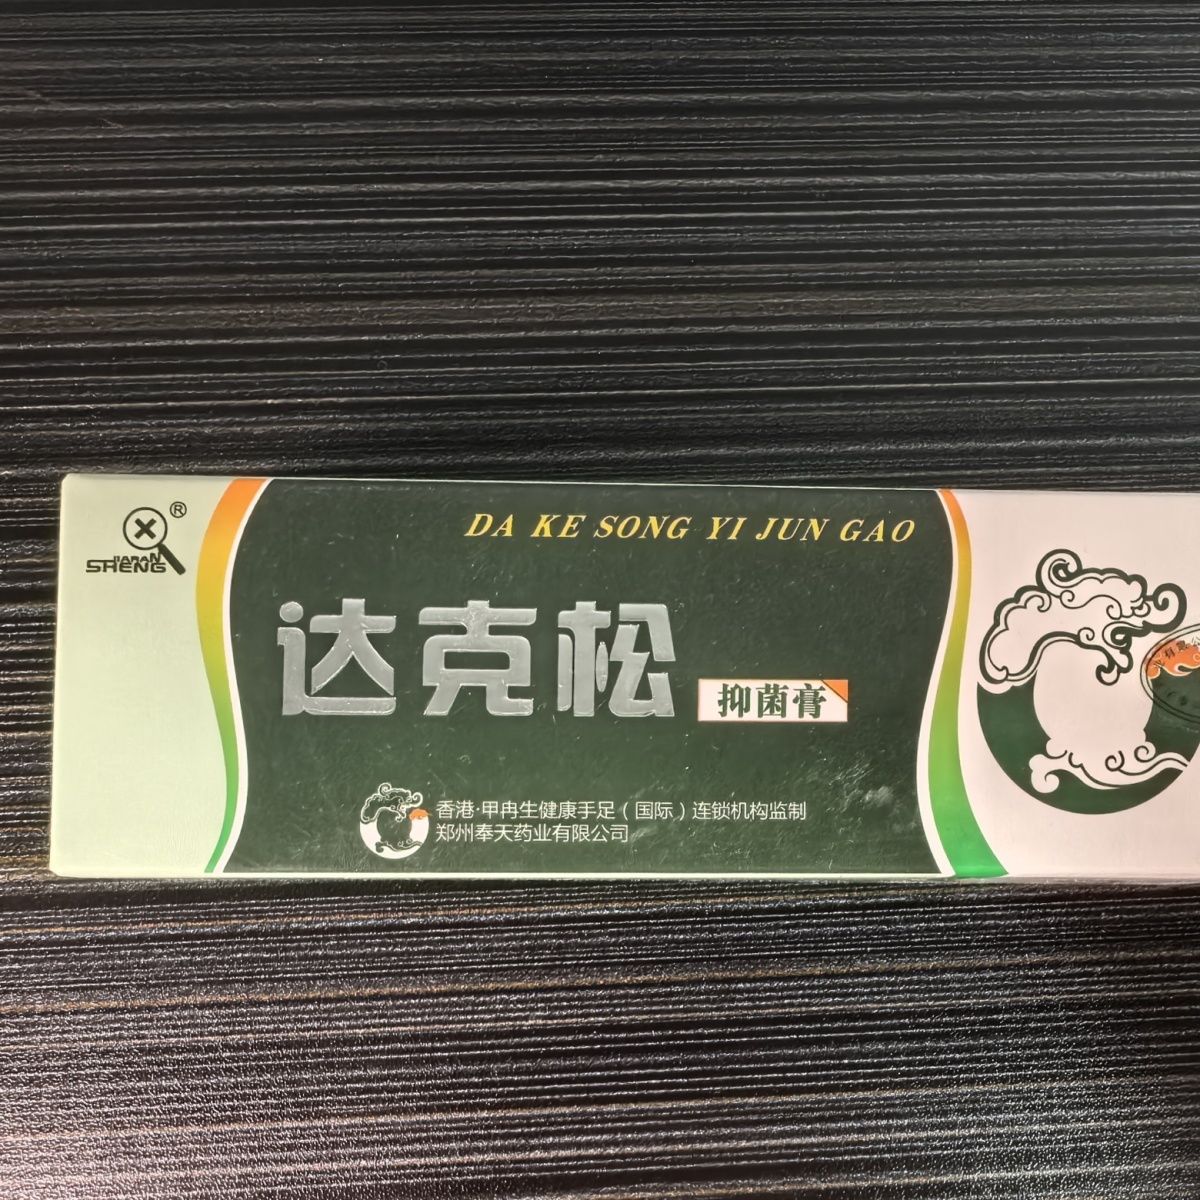 ®
SHENG
DA KE SONG YI JUN GAO
达克松
抑菌膏
香港·甲冉生健康手足（国际）连锁机构监制
郑州奉天药业有限公司